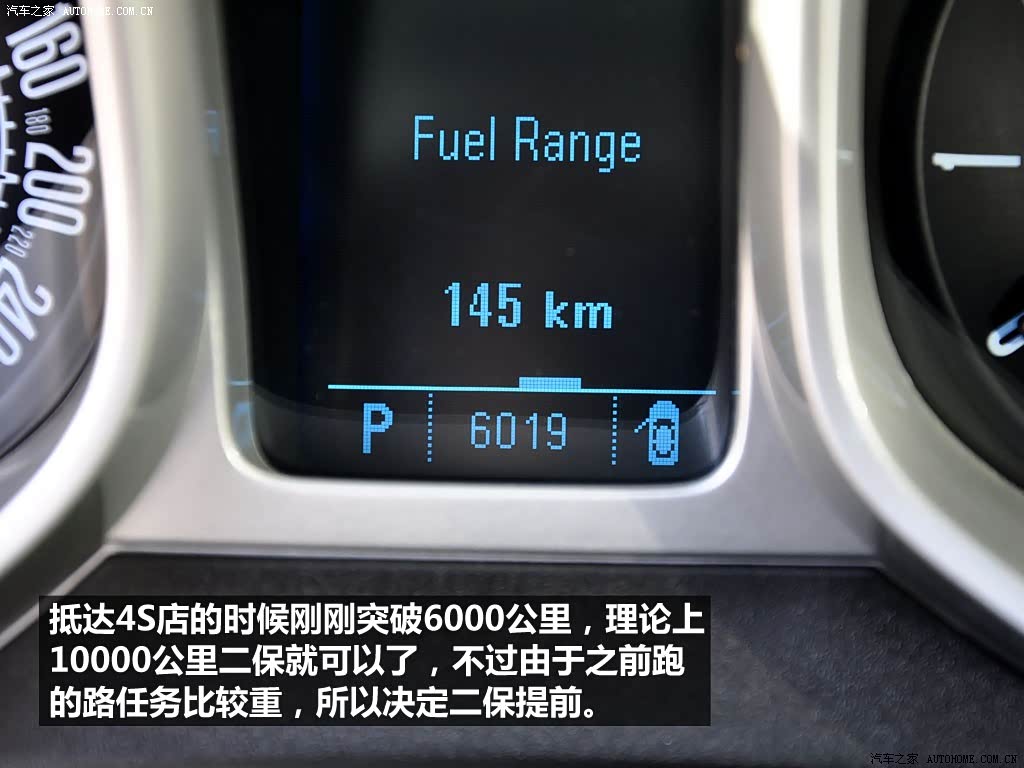 汽车之家 AUTOHOME.COM.CN
160
180
200
220
240
Fuel Range
145 km
P 6019
1
抵达4S店的时候刚刚突破6000公里，理论上
10000公里二保就可以了，不过由于之前跑
的路任务比较重，所以决定二保提前。
汽车之家 AUTOHOME.COM.CN